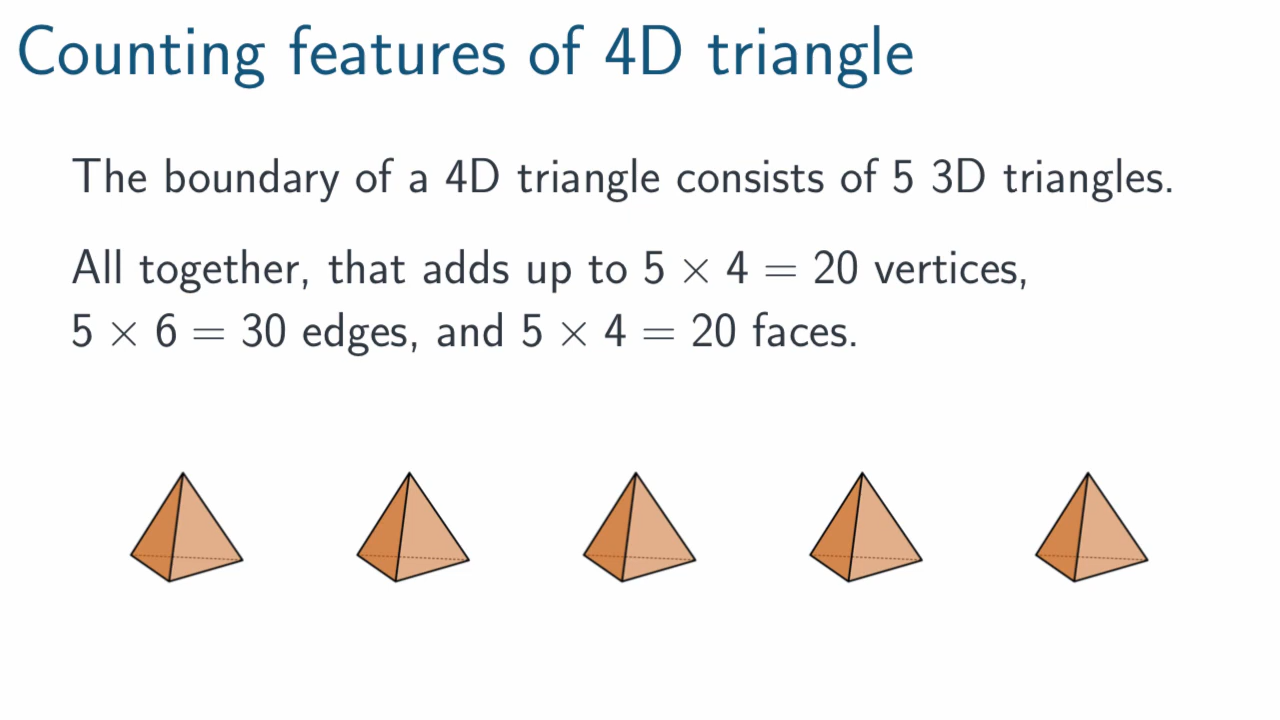 Counting features of 4D triangle
The boundary of a 4D triangle consists of 5 3D triangles.
All together, that adds up to 5 × 4 = 20 vertices,
5 × 6 = 30 edges, and 5 × 4 = 20 faces.